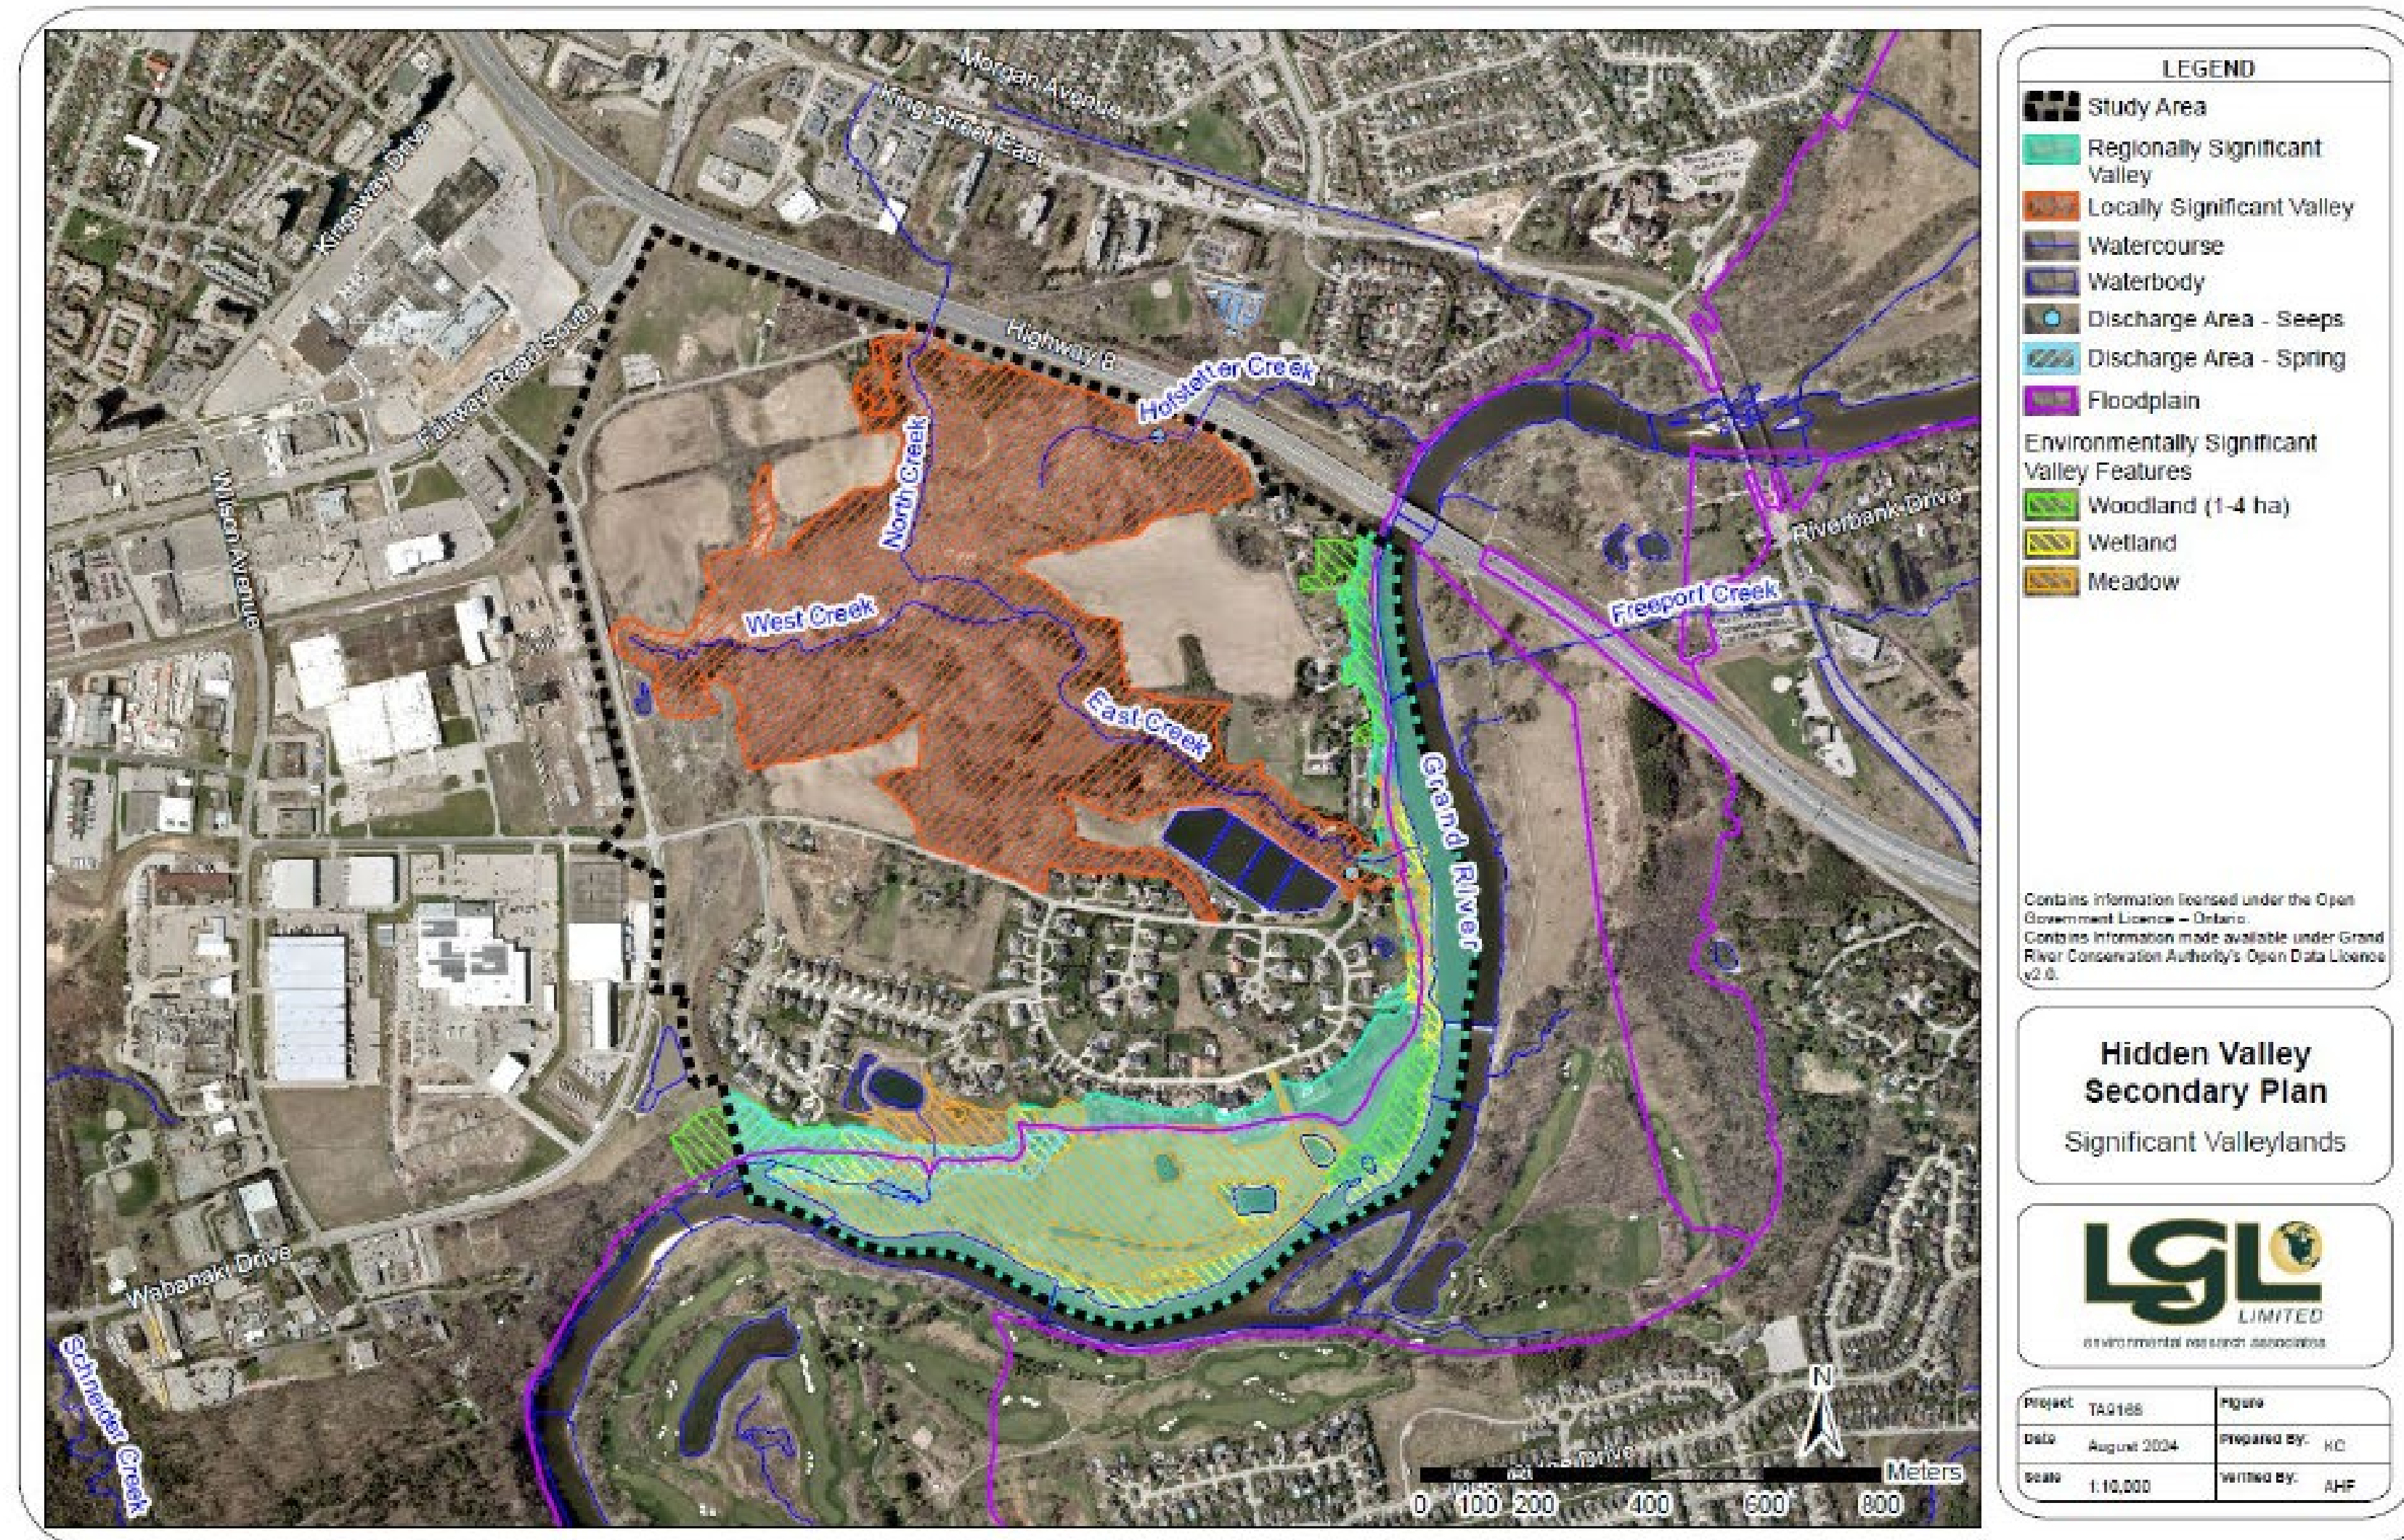 Morgan Avenue
King Street East
Kingsway Drive
Fairway Road South
Highway 8
Hofstetter Creek
North Creek
Wilson Avenue
Riverbank Drive
West Creek
Freeport Creek
East Creek
Grand River
Wabanaki Drive
Schneider Creek
Drive
N
Meters
0 100 200 400 600 800
LEGEND
Study Area
Regionally Significant
Valley
Locally Significant Valley
Watercourse
Waterbody
Discharge Area - Seeps
Discharge Area - Spring
Floodplain
Environmentally Significant
Valley Features
Woodland (1-4 ha)
Wetland
Meadow
Contains information licensed under the Open
Government Licence – Ontario.
Contains information made available under Grand
River Conservation Authority's Open Data Licence
v2.0.
Hidden Valley
Secondary Plan
Significant Valleylands
LGL
LIMITED
environmental research associates
Project TA9168 Figure
Date August 2024 Prepared By: KC
Scale 1:10,000 Verified By: AHF